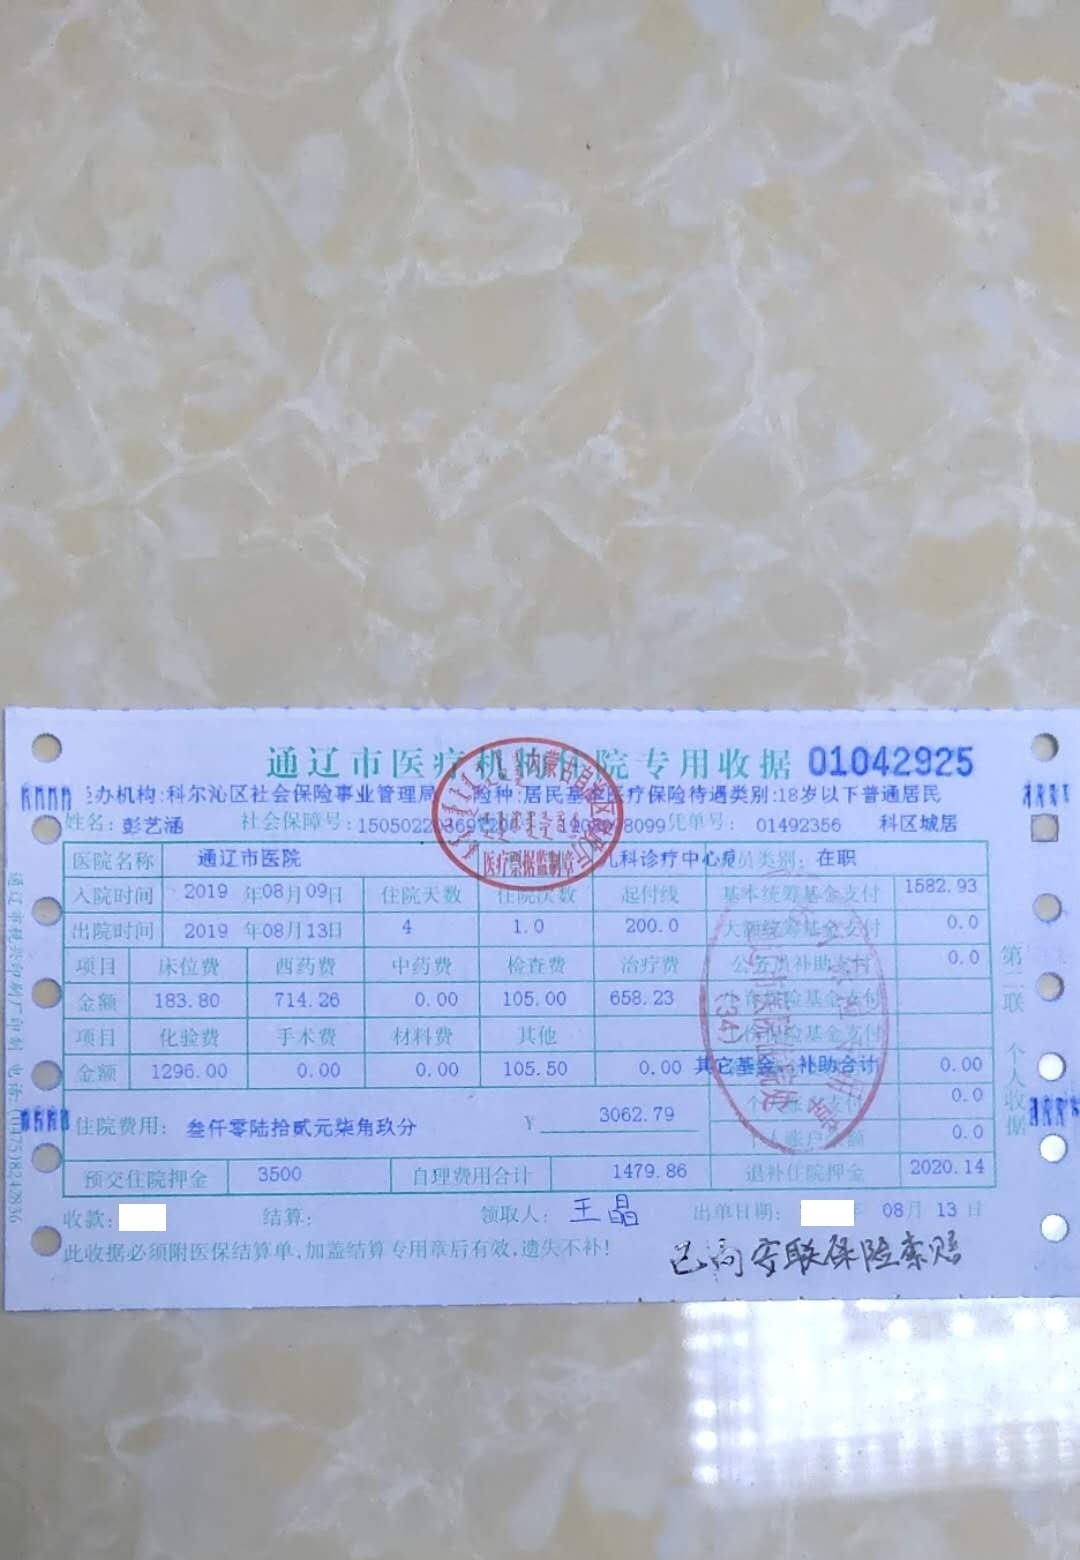 通辽市医疗机构住院专用收据 01042925
经办机构:科尔沁区社会保险事业管理局 险种:居民基本医疗保险待遇类别:18岁以下普通居民
姓名: 彭艺涵 社会保障号: 凭单号: 01492356 科区城居
医院名称 通辽市医院 儿科诊疗中心 员类别: 在职
入院时间 2019 年08月09日 住院天数 住院次数 起付线 基本统筹基金支付 1582.93
出院时间 2019 年08月13日 4 1.0 200.0 大额统筹基金支付 0.0
项目 床位费 西药费 中药费 检查费 治疗费 公务员补助支付 0.0
金额 183.80 714.26 0.00 105.00 658.23 保险基金支付
项目 化验费 手术费 材料费 其他 保险基金支付
金额 1296.00 0.00 0.00 105.50 0.00 其它基金、补助合计 0.00
个人账户支付 0.0
住院费用: 叁仟零陆拾贰元柒角玖分 ¥ 3062.79
个人账户余额 0.0
预交住院押金 3500 自理费用合计 1479.86 退补住院押金 2020.14
收款: 结算: 领取人: 王晶 出单日期: 年 08月 13 日
此收据必须附医保结算单,加盖结算专用章后有效,遗失不补!
已向安联保险索赔
第二联 个人收据
医疗票据监制章